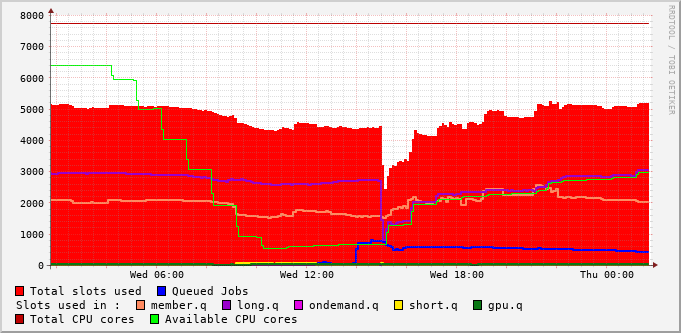 8000
7000
6000
5000
4000
3000
2000
1000
0
Wed 06:00 Wed 12:00 Wed 18:00 Thu 00:00
Total slots used Queued Jobs
Slots used in : member.q long.q ondemand.q short.q gpu.q
Total CPU cores Available CPU cores
RRDTOOL / TOBI OETIKER